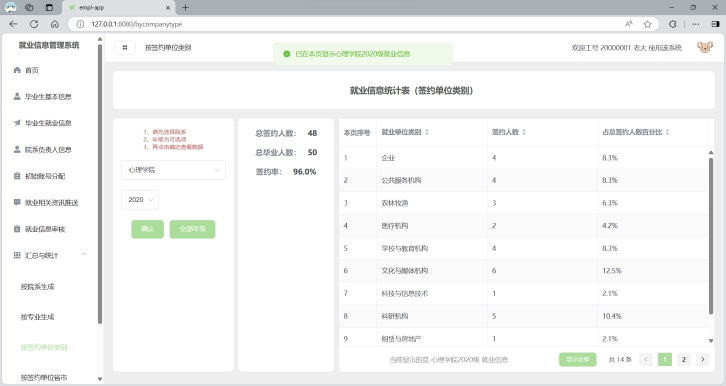 empl-app
127.0.0.1:8080/bycompanytype
就业信息管理系统
首页
毕业生基本信息
毕业生就业信息
院系负责人信息
初始账号分配
就业相关资讯推送
就业信息审核
汇总与统计
按院系生成
按专业生成
按签约单位类别
按签约单位省市
按签约单位类别
已在本页显示心理学院2020级就业信息
欢迎工号 20000001 老大 使用该系统
就业信息统计表（签约单位类别）
1、请先选择院系
2、年级为可选项
3、再点击确定查看数据
心理学院
2020
确认
全部年级
总签约人数： 48
总毕业人数： 50
签约率： 96.0%
本页序号 就业单位类别 签约人数 占总签约人数百分比
1 企业 4 8.3%
2 公共服务机构 4 8.3%
3 农林牧渔 3 6.3%
4 医疗机构 2 4.2%
5 学校与教育机构 4 8.3%
6 文化与媒体机构 6 12.5%
7 科技与信息技术 1 2.1%
8 科研机构 5 10.4%
9 租赁与房地产 1 2.1%
当前显示的是 心理学院2020级 就业信息
显示全部
共 14 条
1 2